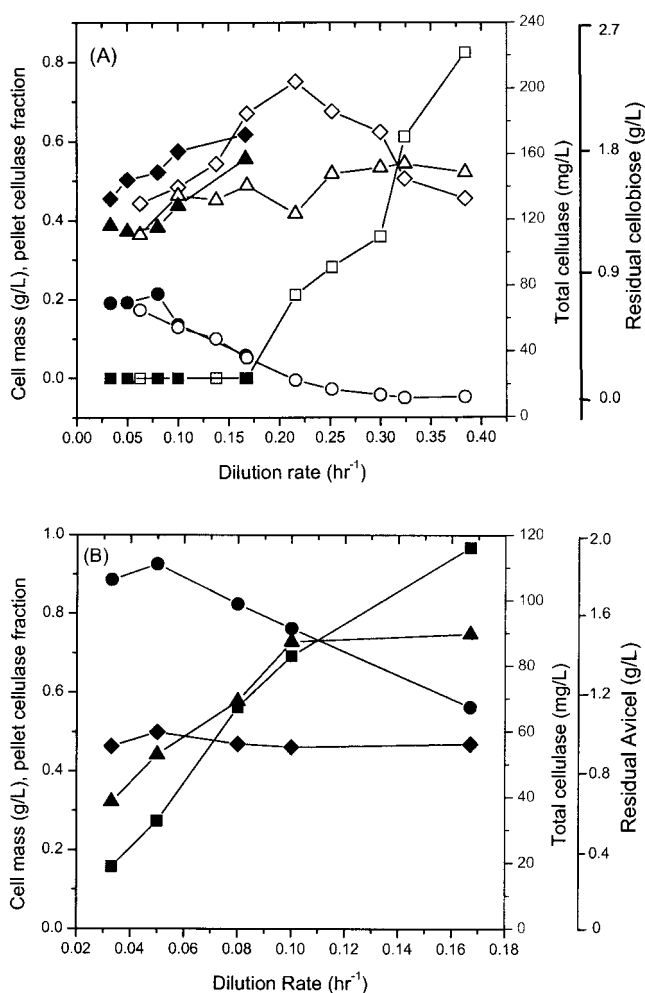 (A)
Cell mass (g/L), pellet cellulase fraction
0.8
0.6
0.4
0.2
0.0
0.00 0.05 0.10 0.15 0.20 0.25 0.30 0.35 0.40
Dilution rate (hr⁻¹)
240
200
160
120
80
40
0
Total cellulase (mg/L)
2.7
1.8
0.9
0.0
Residual cellobiose (g/L)
(B)
Cell mass (g/L), pellet cellulase fraction
1.0
0.8
0.6
0.4
0.2
0.0
0.02 0.04 0.06 0.08 0.10 0.12 0.14 0.16 0.18
Dilution Rate (hr⁻¹)
120
100
80
60
40
20
0
Total cellulase (mg/L)
2.0
1.6
1.2
0.8
0.4
0
Residual Avicel (g/L)